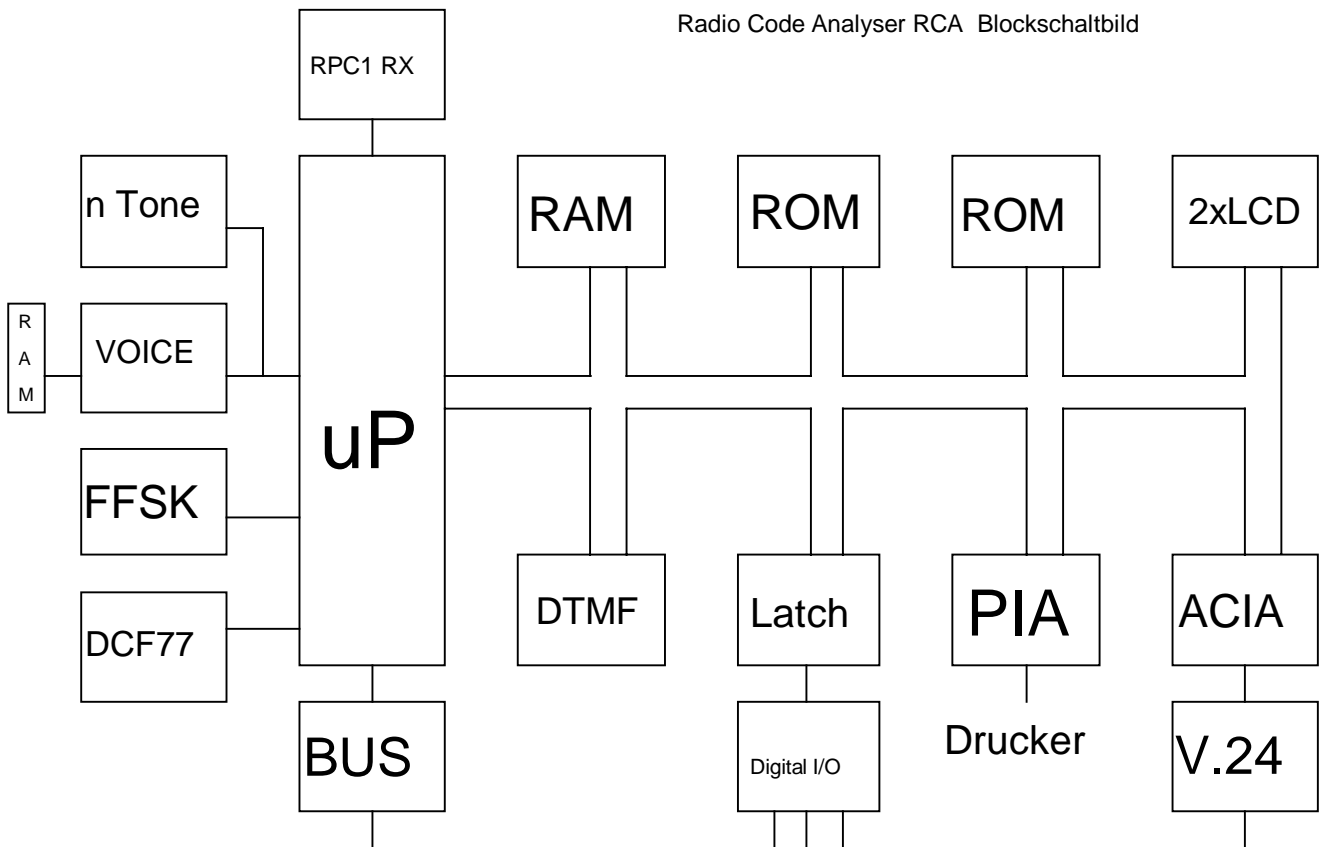 Radio Code Analyser RCA  Blockschaltbild
RPC1 RX
n Tone
RAM
ROM
ROM
2xLCD
R
A
M
VOICE
uP
FFSK
DCF77
DTMF
Latch
PIA
ACIA
BUS
Digital I/O
Drucker
V.24